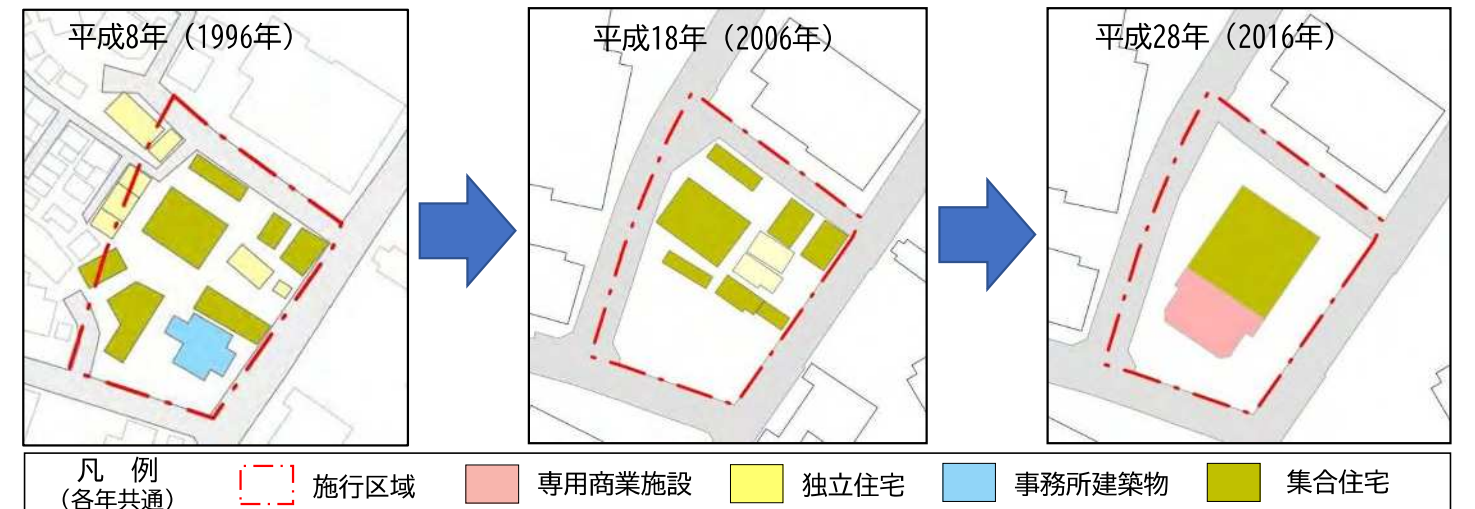 平成8年（1996年）
平成18年（2006年）
平成28年（2016年）
凡 例
（各年共通）
施行区域
専用商業施設
独立住宅
事務所建築物
集合住宅